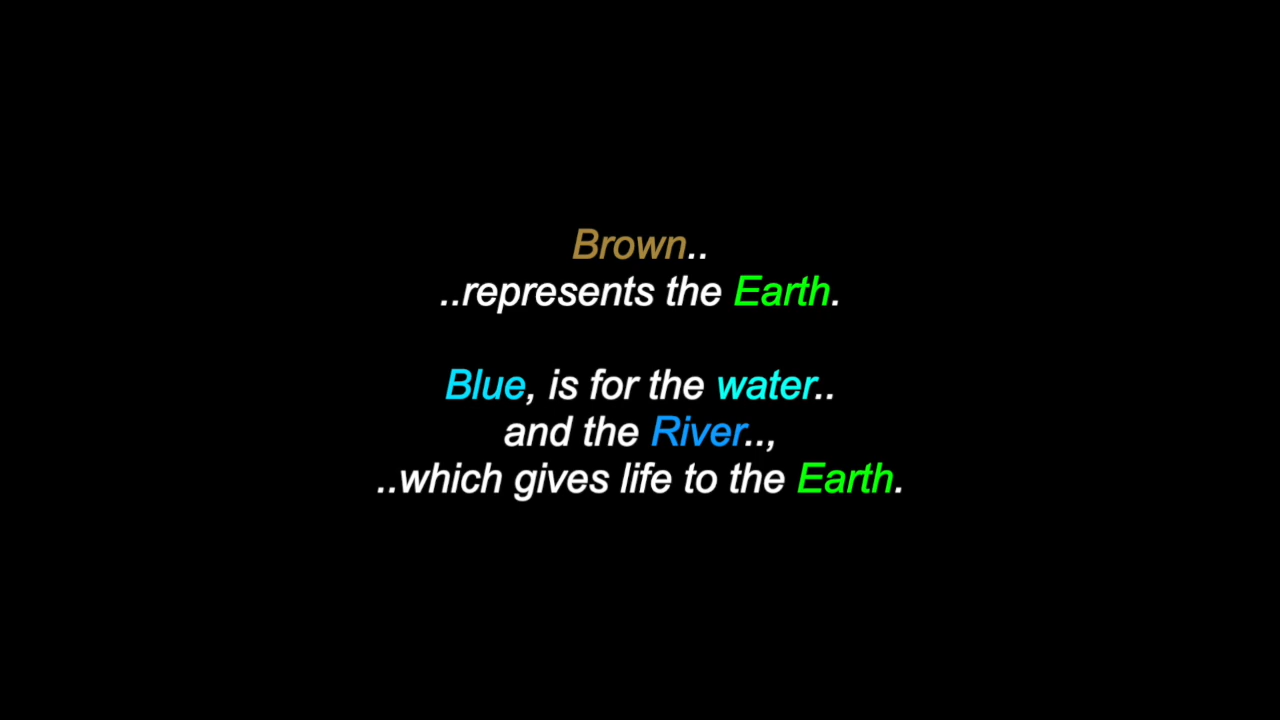 Brown..
..represents the Earth.
Blue, is for the water..
and the River..,
..which gives life to the Earth.